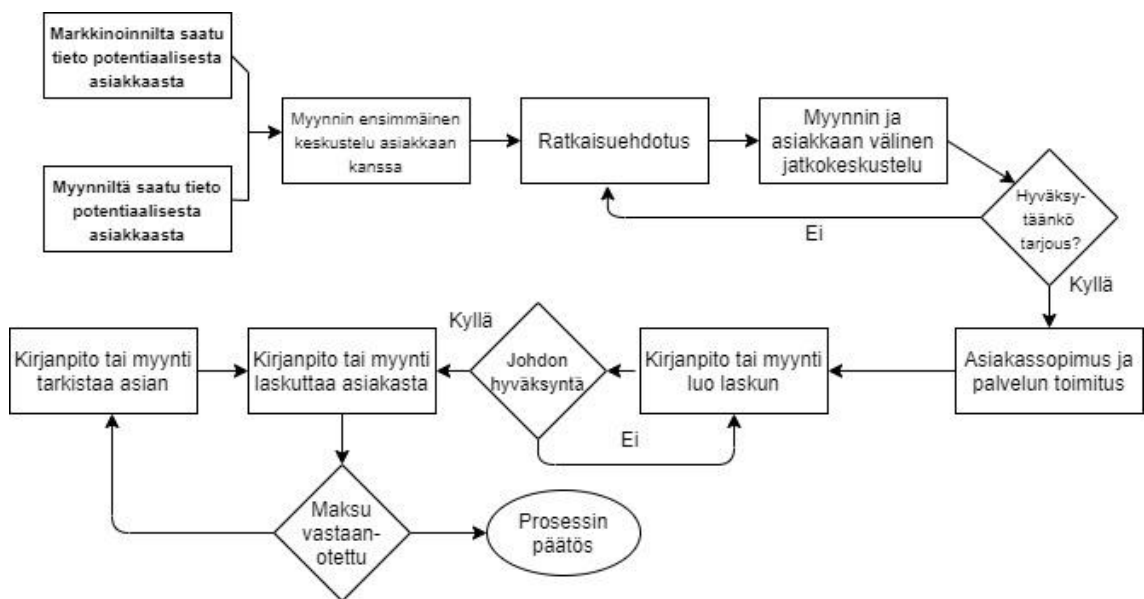 Markkinoinnilta saatu
tieto potentiaalisesta
asiakkaasta
Myynniltä saatu tieto
potentiaalisesta
asiakkaasta
Myynnin ensimmäinen
keskustelu asiakkaan
kanssa
Ratkaisuehdotus
Myynnin ja
asiakkaan välinen
jatkokeskustelu
Hyväksy-
täänkö
tarjous?
Ei
Kyllä
Asiakassopimus ja
palvelun toimitus
Kirjanpito tai myynti
luo laskun
Johdon
hyväksyntä
Ei
Kyllä
Kirjanpito tai myynti
laskuttaa asiakasta
Kirjanpito tai myynti
tarkistaa asian
Maksu
vastaan-
otettu
Prosessin
päätös